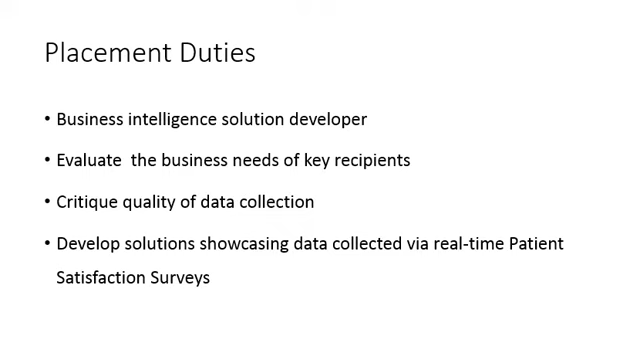 Placement Duties
• Business intelligence solution developer
• Evaluate  the business needs of key recipients
• Critique quality of data collection
• Develop solutions showcasing data collected via real-time Patient
Satisfaction Surveys